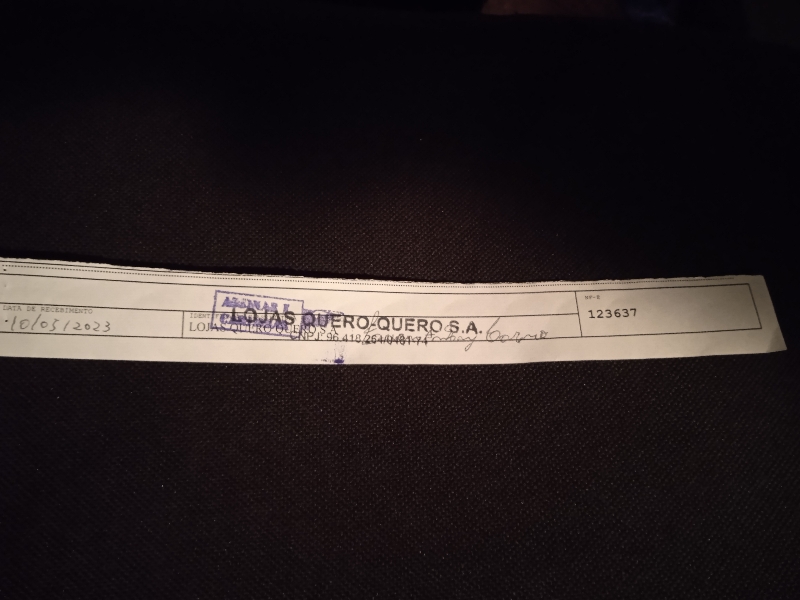 NF-E
123637
DATA DE RECEBIMENTO
10/05/2023
LOJAS QUERO QUERO S.A.
LOJAS QUERO-QUERO S.A.
CNPJ 96.418.264/0401-74